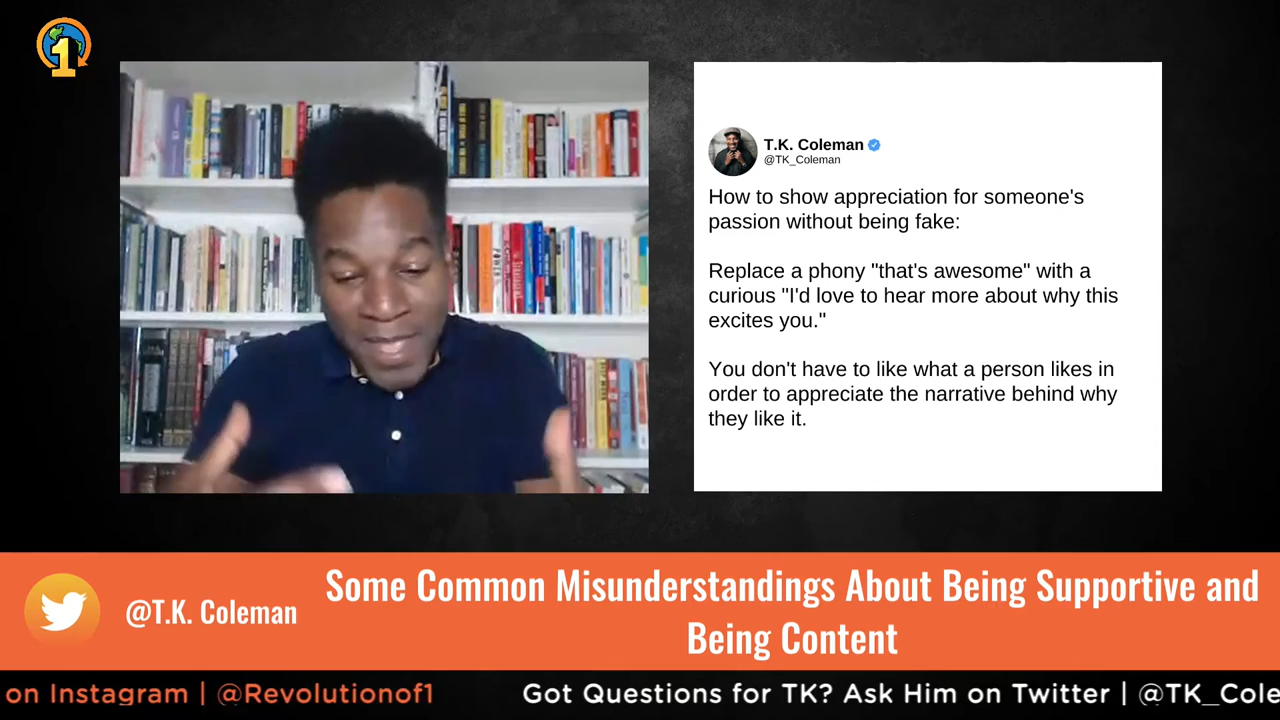 1
T.K. Coleman
@TK_Coleman
How to show appreciation for someone's
passion without being fake:
Replace a phony "that's awesome" with a
curious "I'd love to hear more about why this
excites you."
You don't have to like what a person likes in
order to appreciate the narrative behind why
they like it.
@T.K. Coleman
Some Common Misunderstandings About Being Supportive and
Being Content
on Instagram | @Revolutionof1 Got Questions for TK? Ask Him on Twitter | @TK_Cole